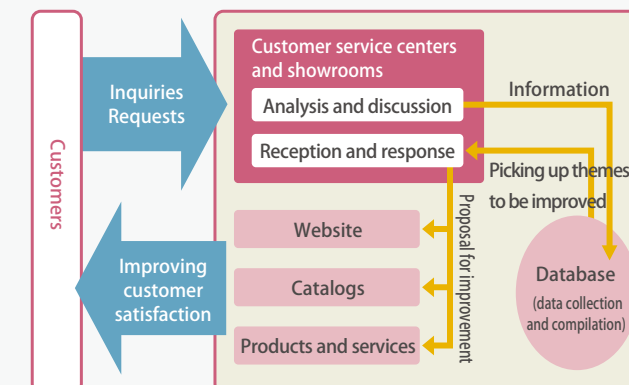 Customers
Inquiries
Requests
Improving
customer
satisfaction
Customer service centers
and showrooms
Analysis and discussion
Reception and response
Information
Picking up themes
to be improved
Proposal for improvement
Website
Catalogs
Products and services
Database
(data collection
and compilation)